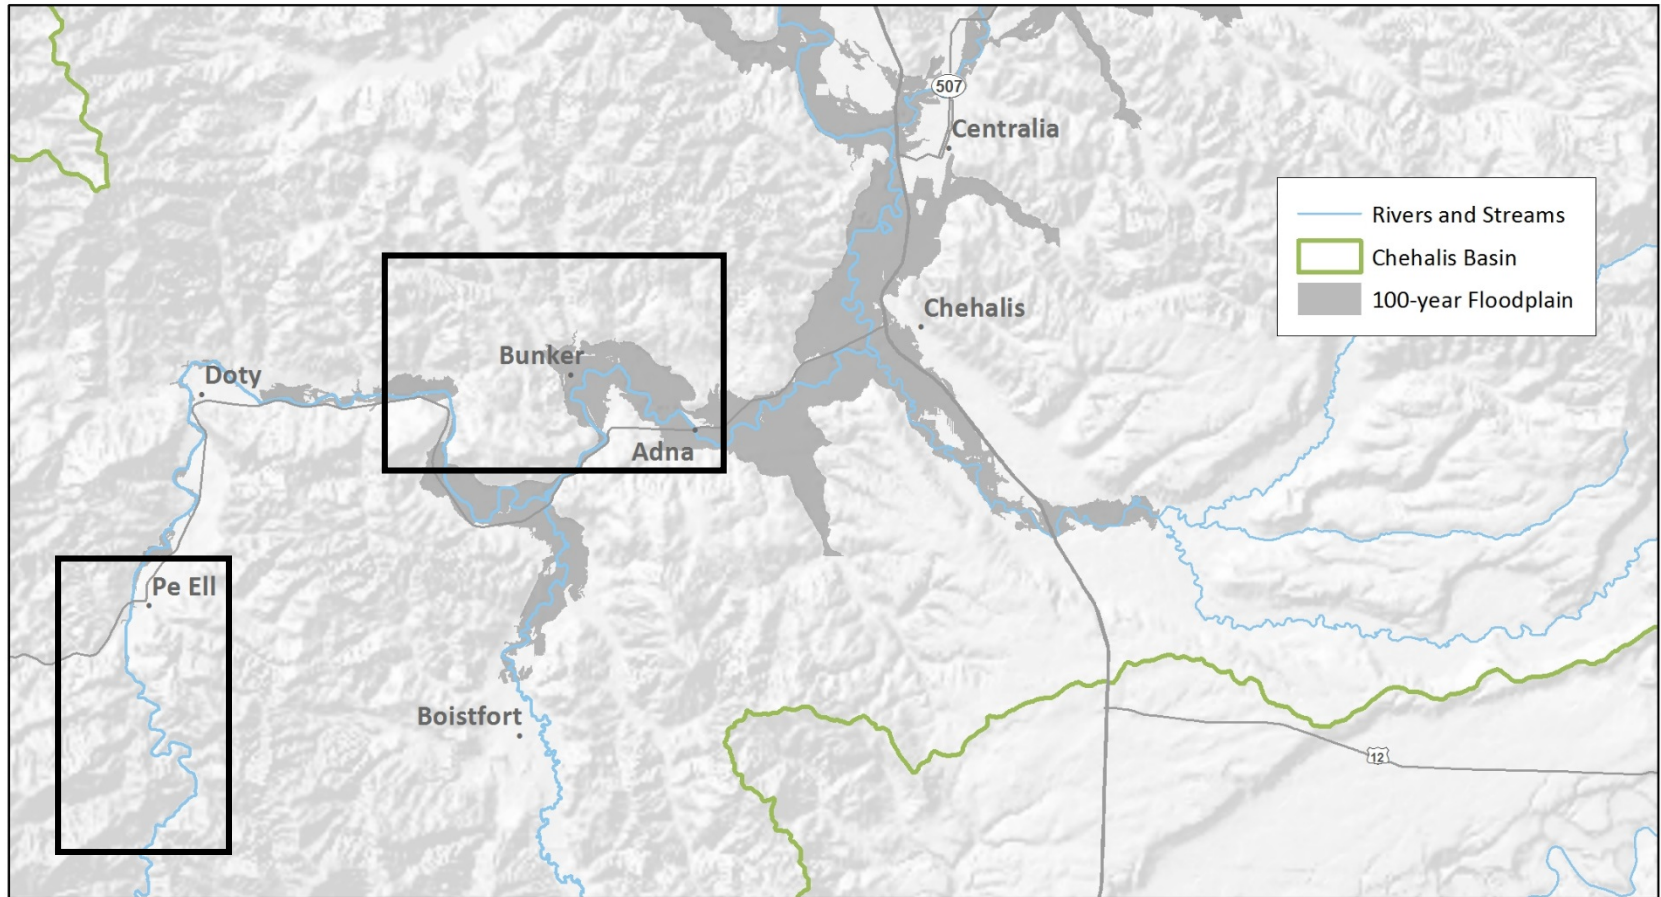 507
Centralia
Rivers and Streams
Chehalis Basin
100-year Floodplain
Chehalis
Bunker
Doty
Adna
Pe Ell
Boistfort
12